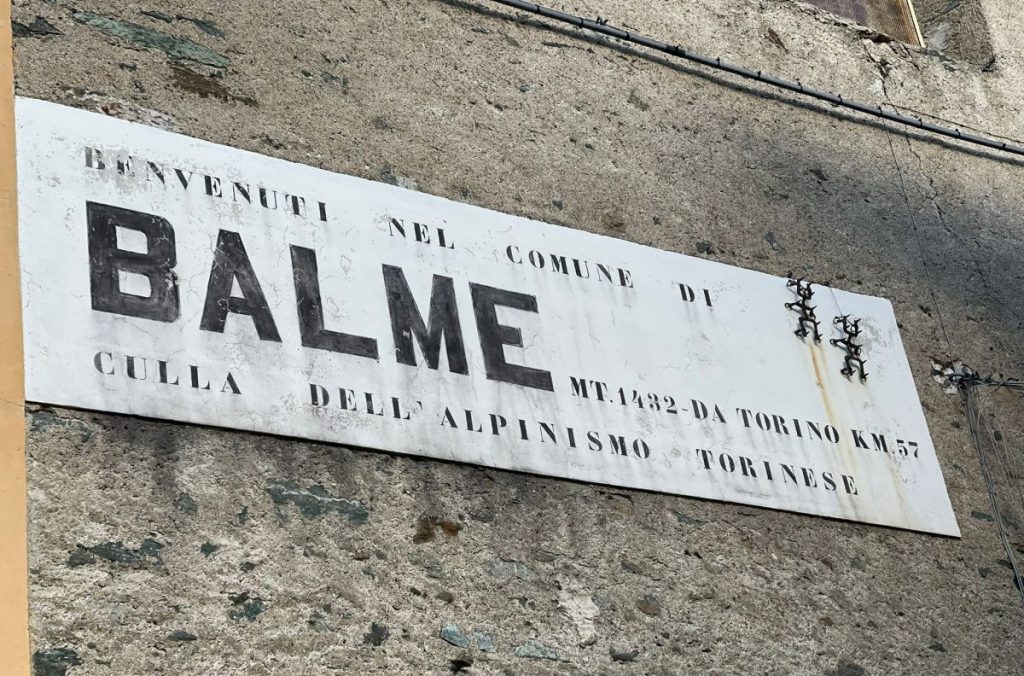 BENVENUTI NEL COMUNE DI
BALME MT.1432-DA TORINO KM.57
CULLA DELL'ALPINISMO TORINESE